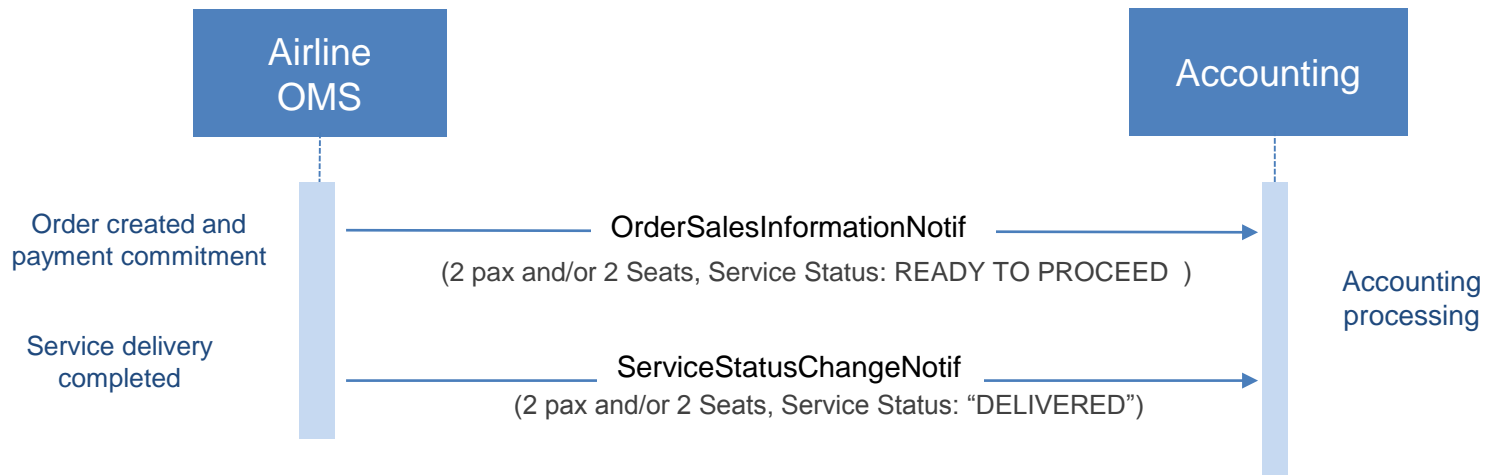 Airline
OMS
Accounting
Order created and
payment commitment
OrderSalesInformationNotif
(2 pax and/or 2 Seats, Service Status: READY TO PROCEED  )
Accounting
processing
Service delivery
completed
ServiceStatusChangeNotif
(2 pax and/or 2 Seats, Service Status: “DELIVERED”)